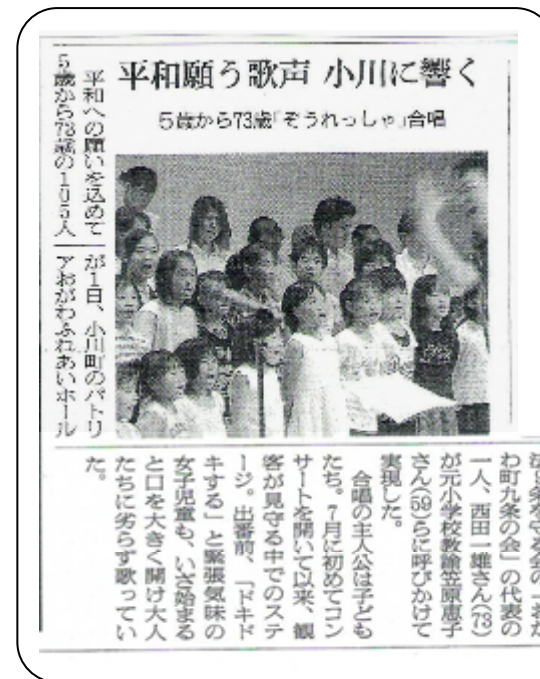 平和願う歌声 小川に響く
5歳から73歳「ぞうれっしゃ」合唱
平和への願いを込めて
5歳から73歳の105人
が1日、小川町のパトリ
アおがわふれあいホール
わ町九条の会」の代表の
一人、西田一雄さん(73)
が元小学校教諭笠原恵子
さん(59)らに呼びかけて
実現した。
合唱の主人公は子ども
たち。7月に初めてコン
サートを開いて以来、観
客が見守る中でのステ
ージ。出番前、「ドキド
キする」と緊張気味の
女子児童も、いざ始まる
と口を大きく開け大人
たちに劣らず歌ってい
た。